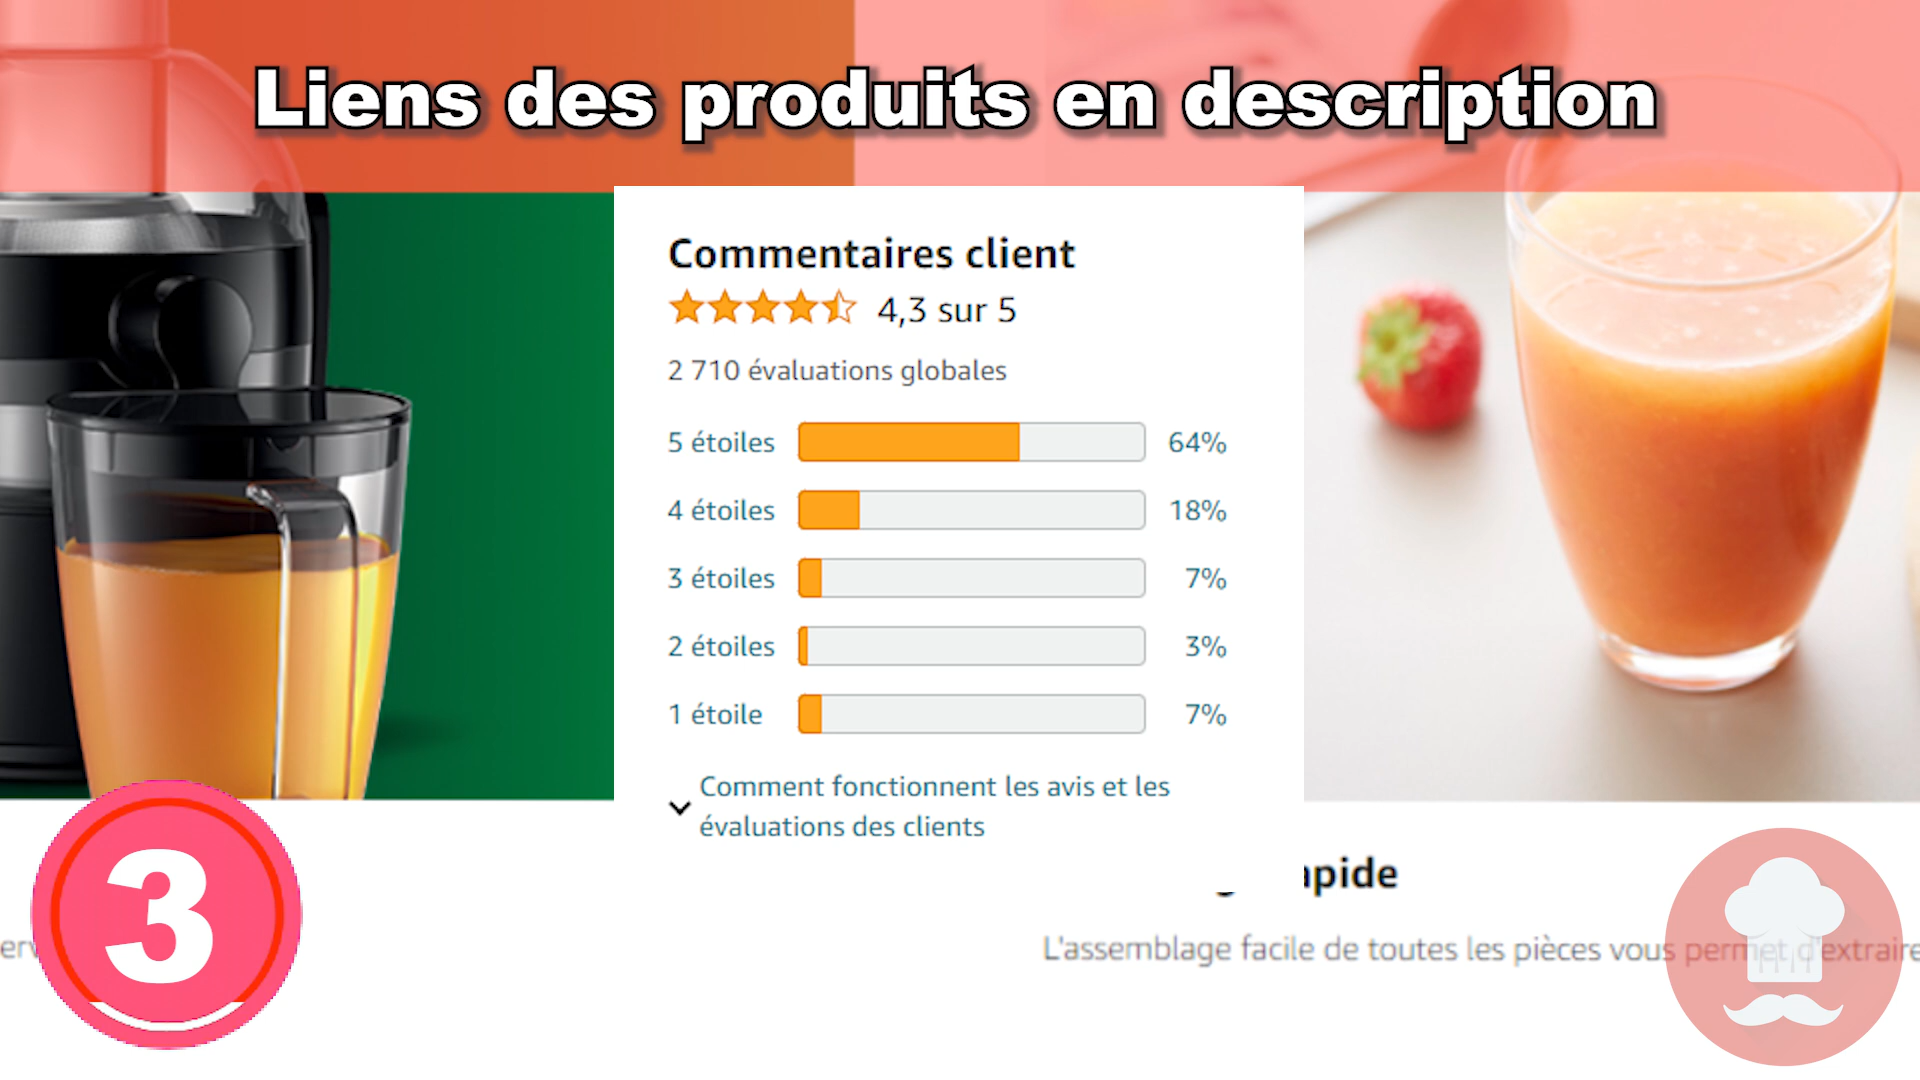 Liens des produits en description
Commentaires client
4,3 sur 5
2 710 évaluations globales
5 étoiles 64%
4 étoiles 18%
3 étoiles 7%
2 étoiles 3%
1 étoile 7%
Comment fonctionnent les avis et les
évaluations des clients
3
L'assemblage facile de toutes les pièces vous permet d'extraire